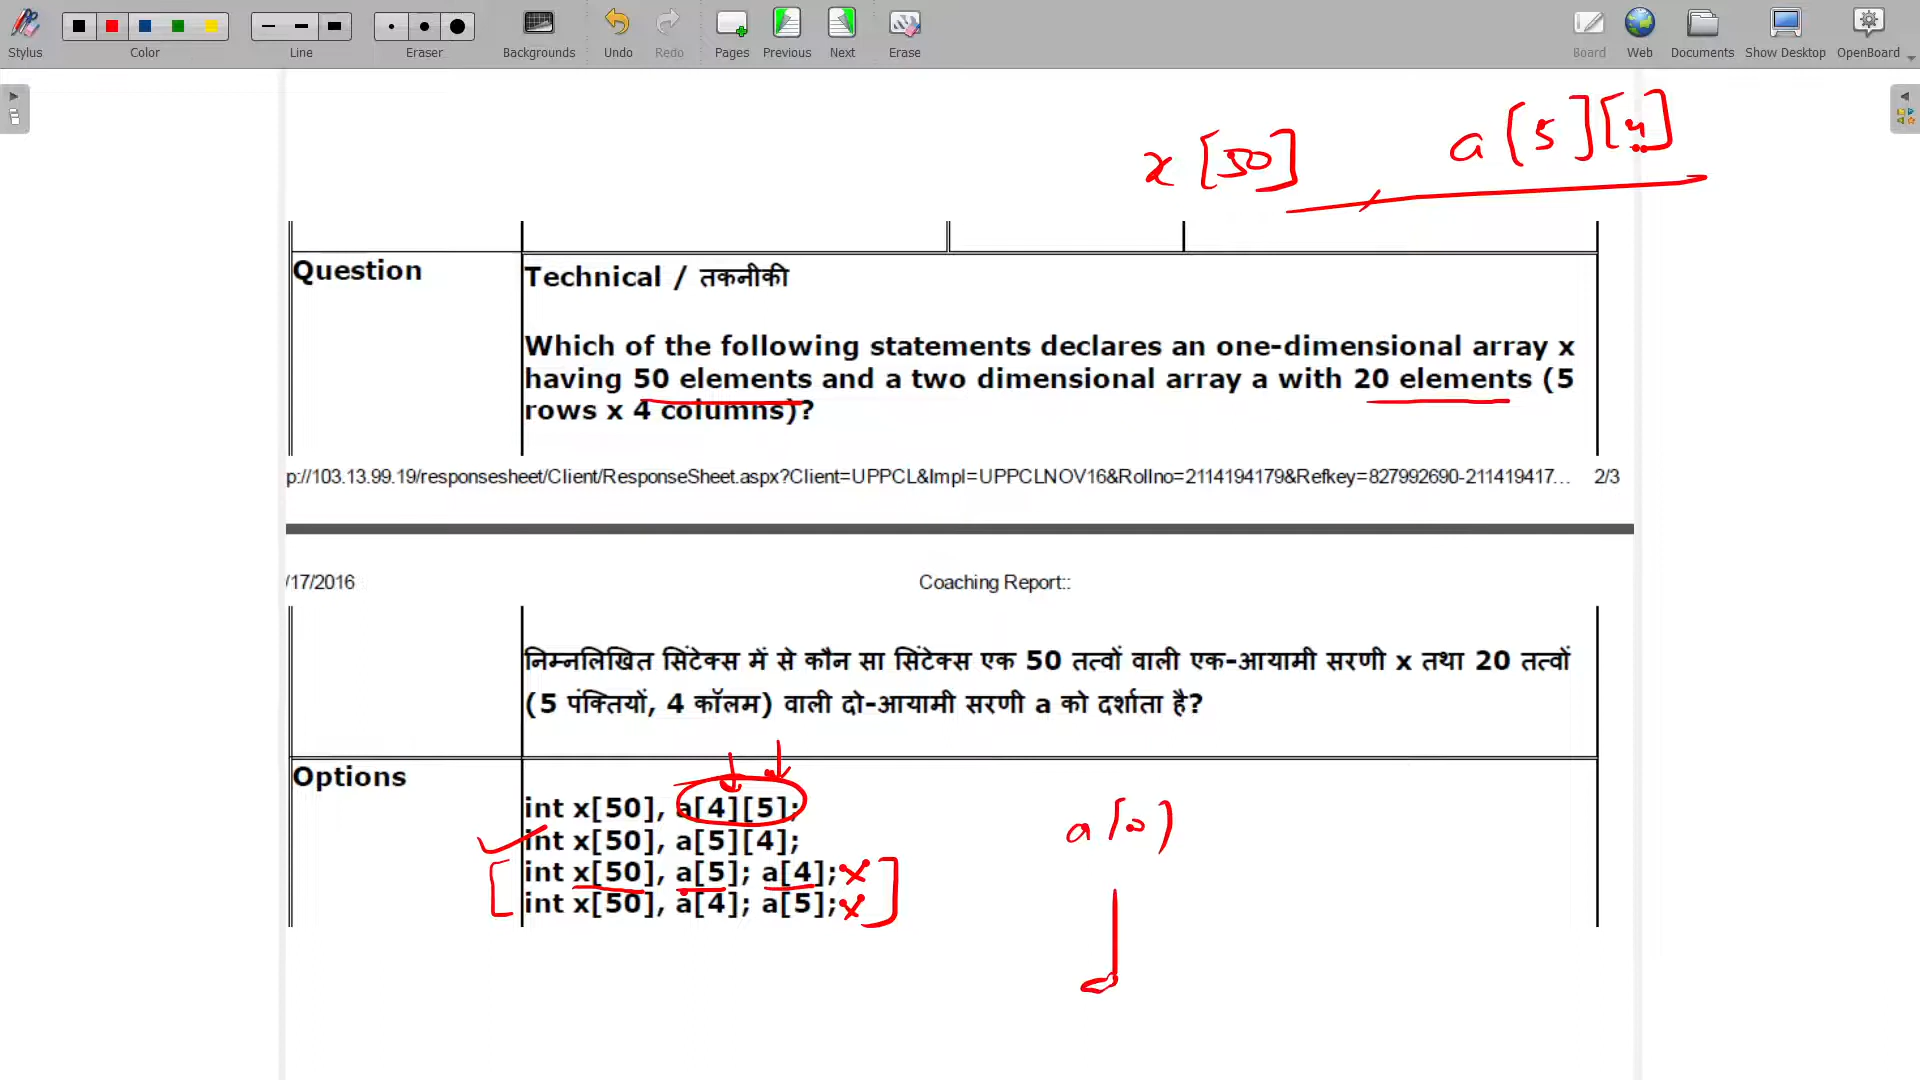 Stylus Color Line Eraser Backgrounds Undo Redo Pages Previous Next Erase Board Web Documents Show Desktop OpenBoard
x [50] a [5][4]
Question
Technical / तकनीकी
Which of the following statements declares an one-dimensional array x
having 50 elements and a two dimensional array a with 20 elements (5
rows x 4 columns)?
p://103.13.99.19/responsesheet/Client/ResponseSheet.aspx?Client=UPPCL&Impl=UPPCLNOV16&RollNo=2114194179&Refkey=827992690-211419417... 2/3
/17/2016 Coaching Report::
निम्नलिखित सिंटेक्स में से कौन सा सिंटेक्स एक 50 तत्वों वाली एक-आयामी सरणी x तथा 20 तत्वों
(5 पंक्तियों, 4 कॉलम) वाली दो-आयामी सरणी a को दर्शाता है?
Options
int x[50], a[4][5];
int x[50], a[5][4];
int x[50], a[5]; a[4];
int x[50], a[4]; a[5];